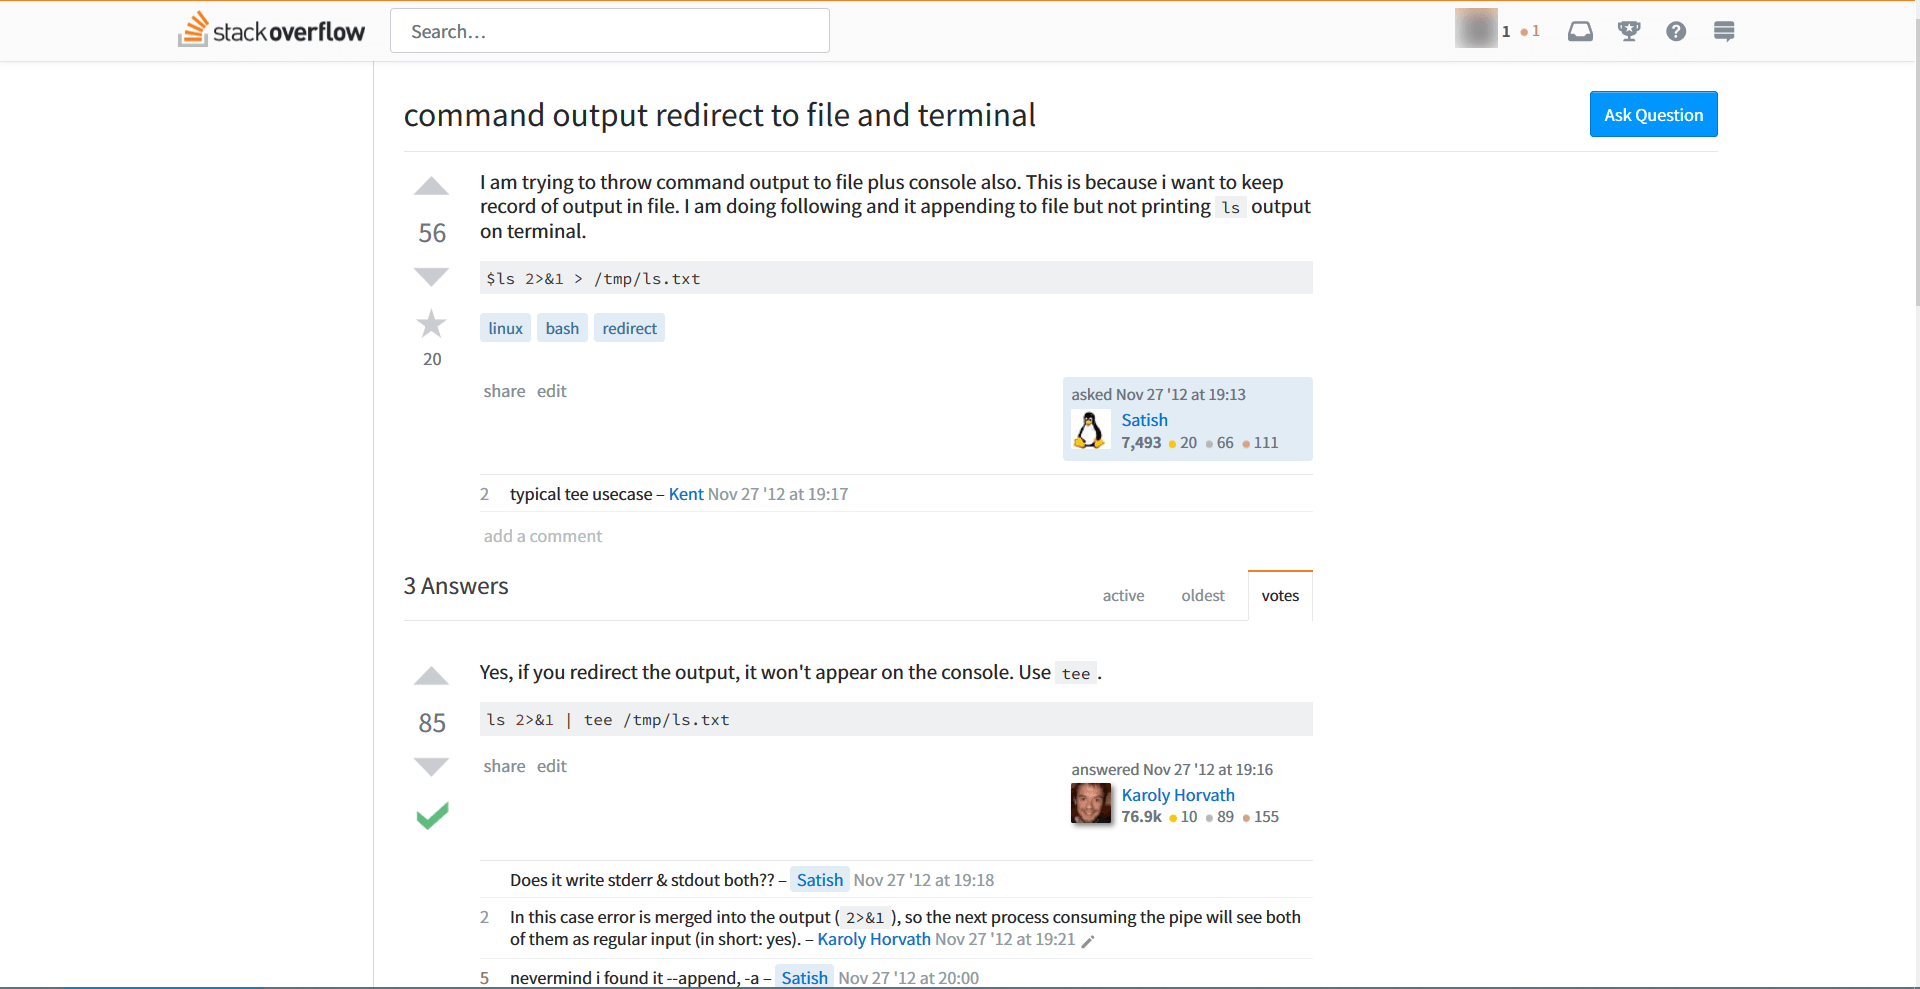 stackoverflow
Search...
1 1
command output redirect to file and terminal
Ask Question
I am trying to throw command output to file plus console also. This is because i want to keep
record of output in file. I am doing following and it appending to file but not printing ls output
on terminal.
56
$ls 2>&1 > /tmp/ls.txt
linux bash redirect
20
share edit
asked Nov 27 '12 at 19:13
Satish
7,493 20 66 111
2 typical tee usecase – Kent Nov 27 '12 at 19:17
add a comment
3 Answers
active oldest votes
Yes, if you redirect the output, it won't appear on the console. Use tee.
85
ls 2>&1 | tee /tmp/ls.txt
share edit
answered Nov 27 '12 at 19:16
Karoly Horvath
76.9k 10 89 155
Does it write stderr & stdout both?? – Satish Nov 27 '12 at 19:18
2 In this case error is merged into the output (2>&1), so the next process consuming the pipe will see both
of them as regular input (in short: yes). – Karoly Horvath Nov 27 '12 at 19:21
5 nevermind i found it --append, -a – Satish Nov 27 '12 at 20:00